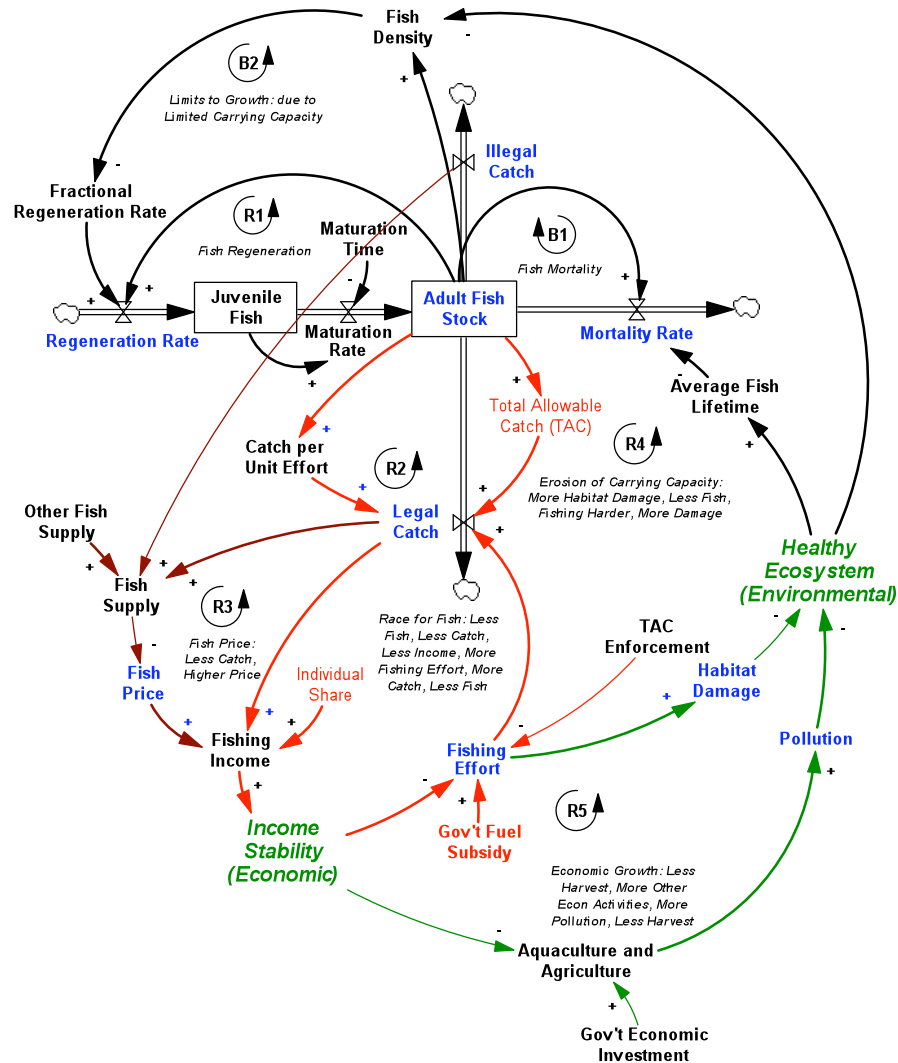 Fish
Density
-
+
B2
Limits to Growth: due to
Limited Carrying Capacity
Illegal
Catch
-
Fractional
Regeneration Rate
R1
Fish Regeneration
Maturation
Time
B1
Fish Mortality
+
-
+
+
Juvenile
Fish
Adult Fish
Stock
Regeneration Rate
Maturation
Rate
Mortality Rate
+
+
-
Average Fish
Lifetime
+
Total Allowable
Catch (TAC)
+
Catch per
Unit Effort
R2
R4
Erosion of Carrying Capacity:
More Habitat Damage, Less Fish,
Fishing Harder, More Damage
+
+
Legal
Catch
+
+
Other Fish
Supply
+
+
+
Fish
Supply
Healthy
Ecosystem
(Environmental)
R3
Fish Price:
Less Catch,
Higher Price
Race for Fish: Less
Fish, Less Catch,
Less Income, More
Fishing Effort, More
Catch, Less Fish
TAC
Enforcement
-
-
-
Fish
Price
Individual
Share
Habitat
Damage
+
+
+
+
Fishing
Income
-
Fishing
Effort
Pollution
+
-
+
+
R5
Gov't Fuel
Subsidy
Income
Stability
(Economic)
Economic Growth: Less
Harvest, More Other
Econ Activities, More
Pollution, Less Harvest
-
Aquaculture and
Agriculture
+
Gov't Economic
Investment